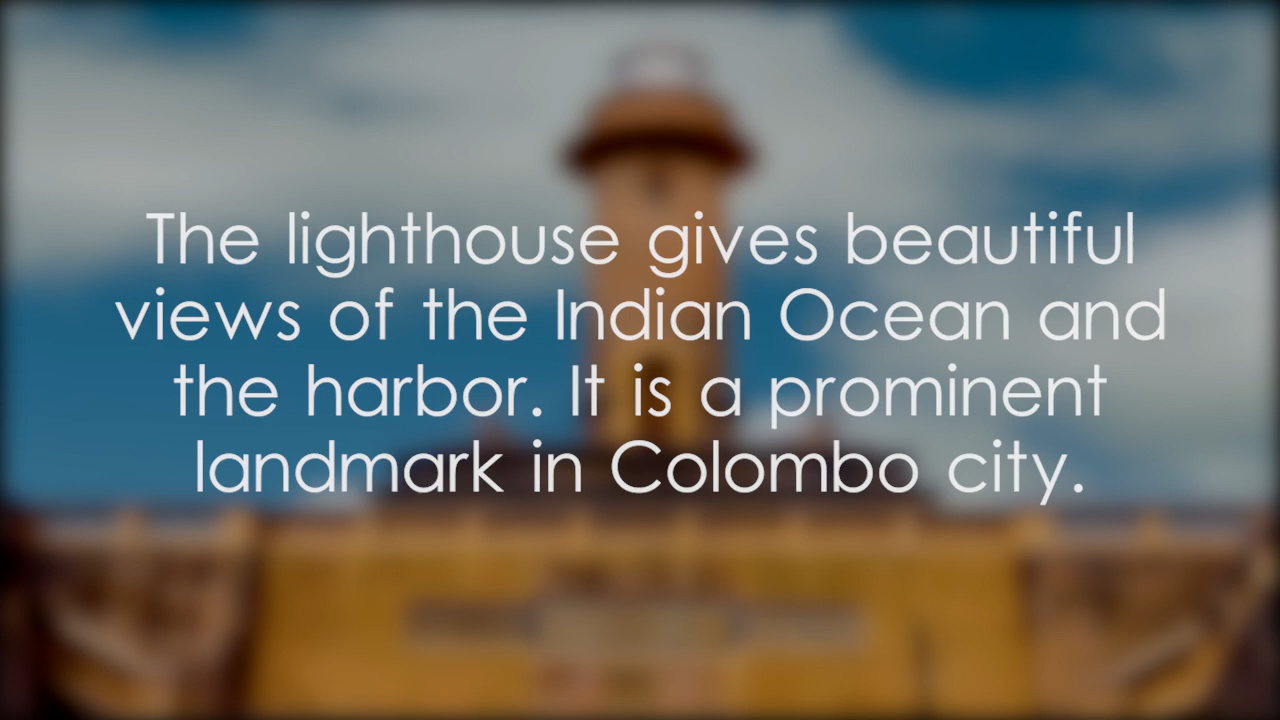 The lighthouse gives beautiful
views of the Indian Ocean and
the harbor. It is a prominent
landmark in Colombo city.